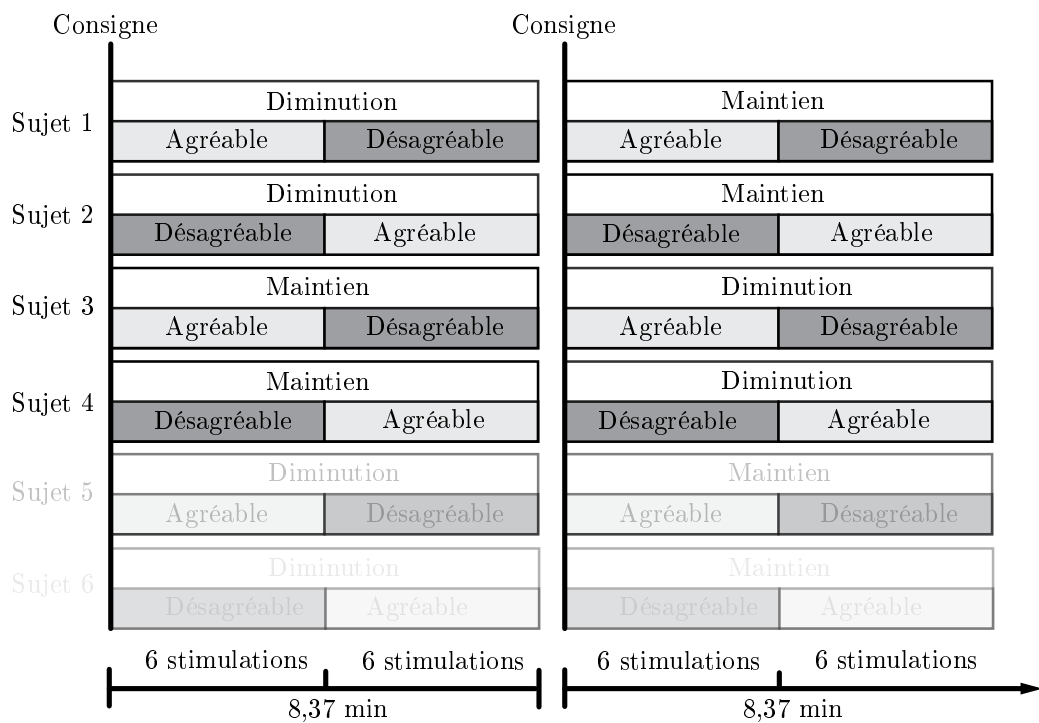 Consigne Consigne
Diminution Maintien
Sujet 1
Agréable Désagréable Agréable Désagréable
Diminution Maintien
Sujet 2
Désagréable Agréable Désagréable Agréable
Maintien Diminution
Sujet 3
Agréable Désagréable Agréable Désagréable
Maintien Diminution
Sujet 4
Désagréable Agréable Désagréable Agréable
Diminution Maintien
Sujet 5
Agréable Désagréable Agréable Désagréable
Diminution Maintien
Sujet 6
Désagréable Agréable Désagréable Agréable
6 stimulations 6 stimulations 6 stimulations 6 stimulations
8,37 min 8,37 min